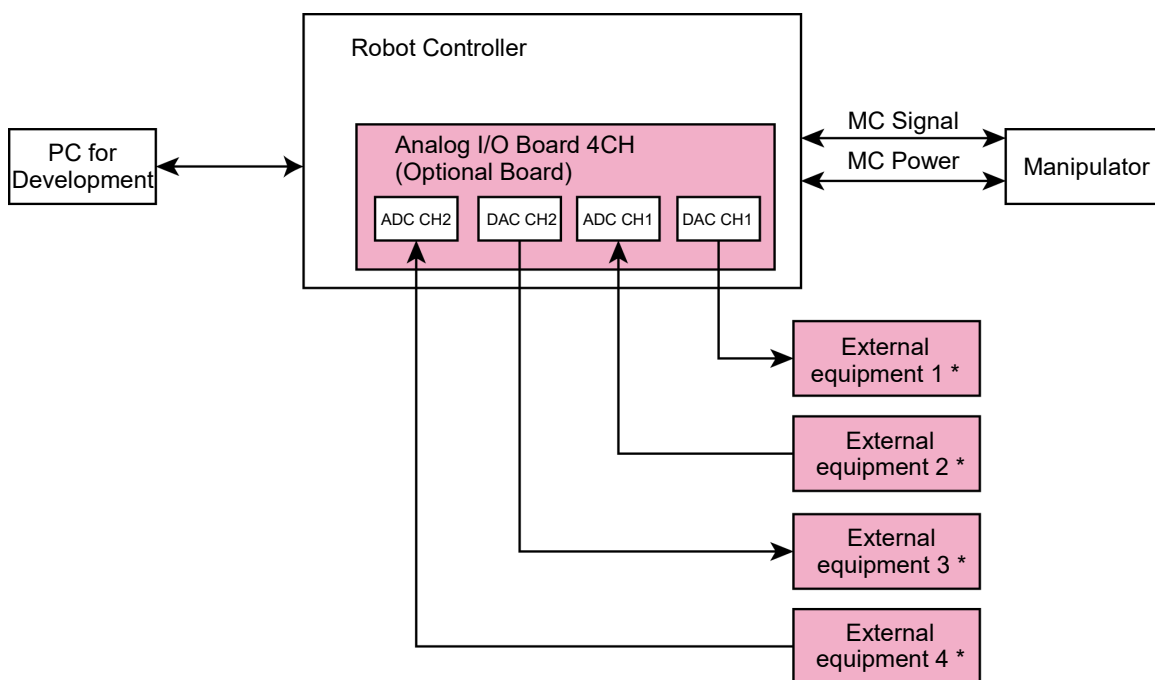 Robot Controller
PC for
Development
Analog I/O Board 4CH
(Optional Board)
ADC CH2
DAC CH2
ADC CH1
DAC CH1
MC Signal
MC Power
Manipulator
External
equipment 1 *
External
equipment 2 *
External
equipment 3 *
External
equipment 4 *